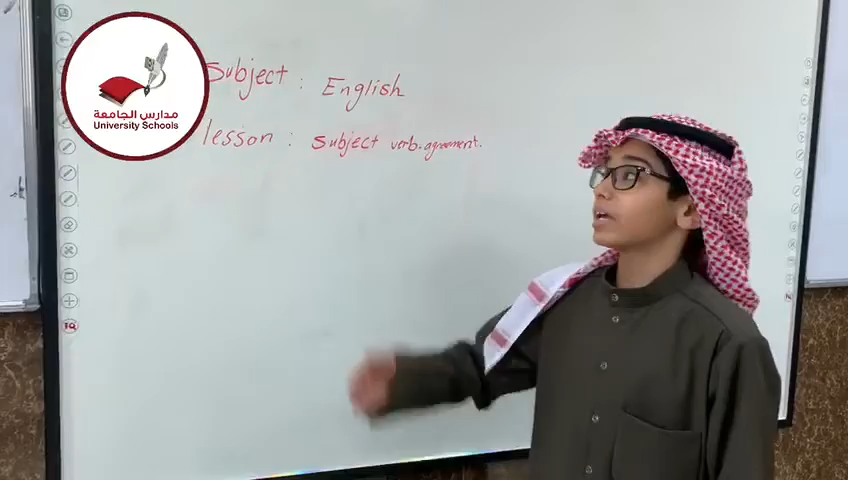 مدارس الجامعة
University Schools
Subject : English
lesson : Subject verb-agreement.